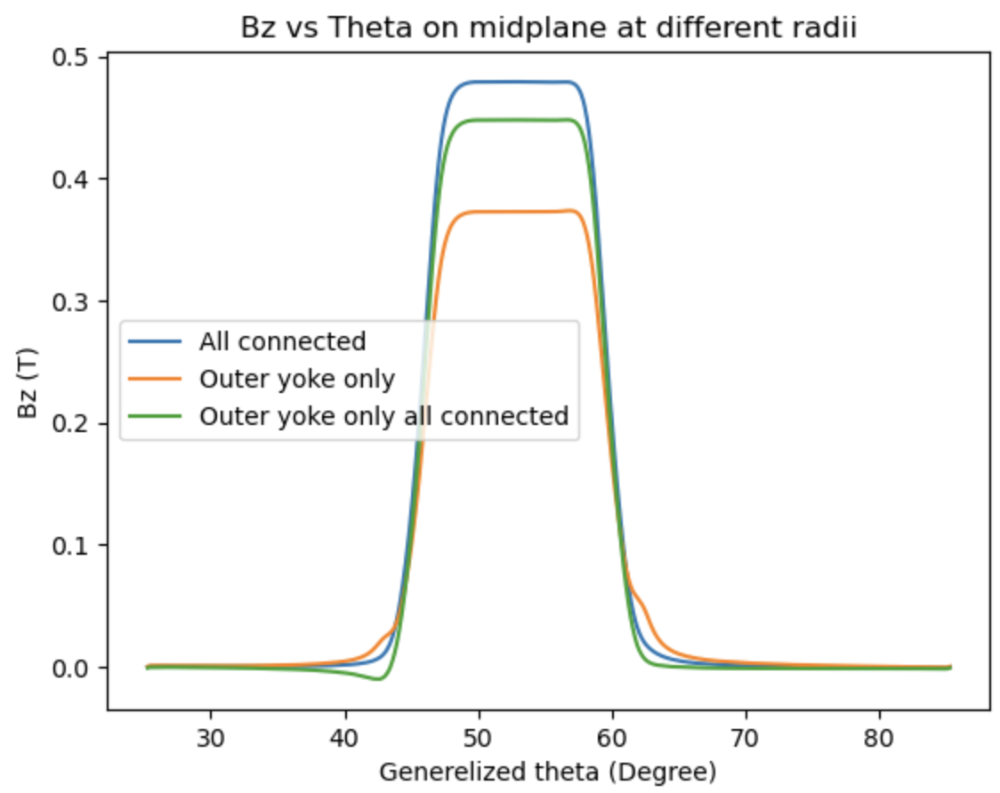 Bz vs Theta on midplane at different radii
0.5
0.4
0.3
0.2
0.1
0.0
Bz (T)
All connected
Outer yoke only
Outer yoke only all connected
30 40 50 60 70 80
Generelized theta (Degree)